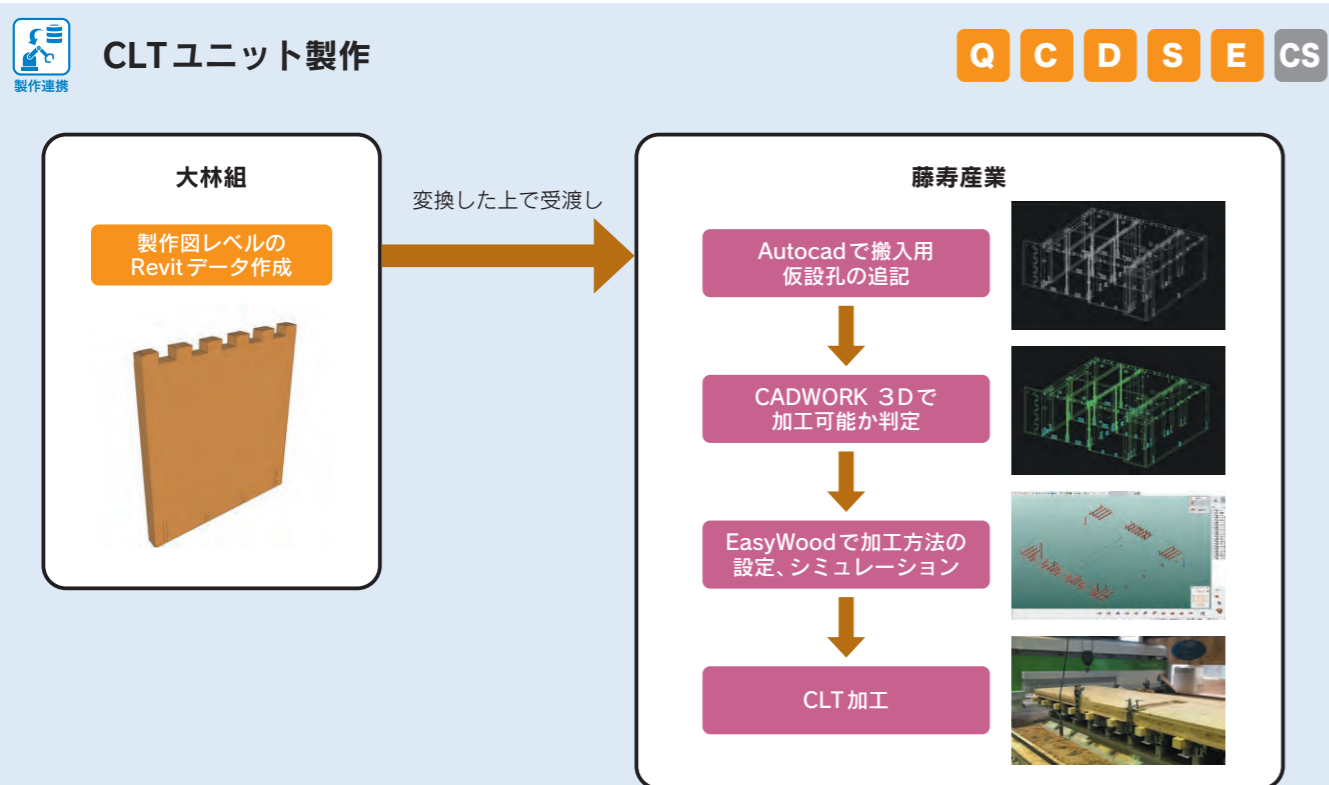 製作連携
CLTユニット製作
Q C D S E CS
大林組
製作図レベルの
Revitデータ作成
変換した上で受渡し
藤寿産業
Autocadで搬入用
仮設孔の追記
CADWORK 3Dで
加工可能か判定
EasyWoodで加工方法の
設定、シミュレーション
CLT加工